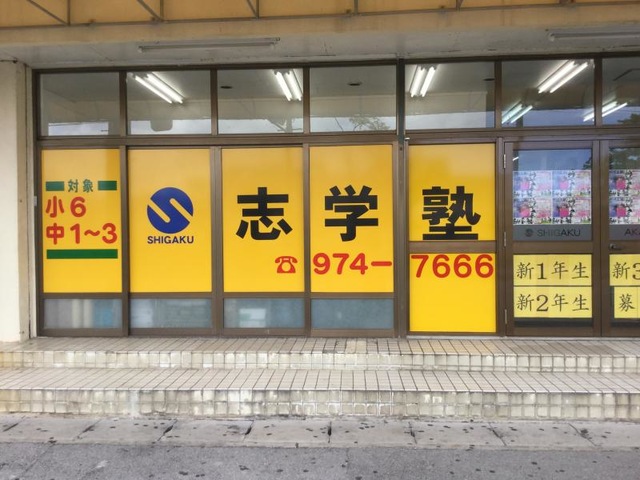 対象
小6
中1~3
SHIGAKU
志学塾
☎974-7666
SHIGAKU
新1年生
新2年生
新3
募